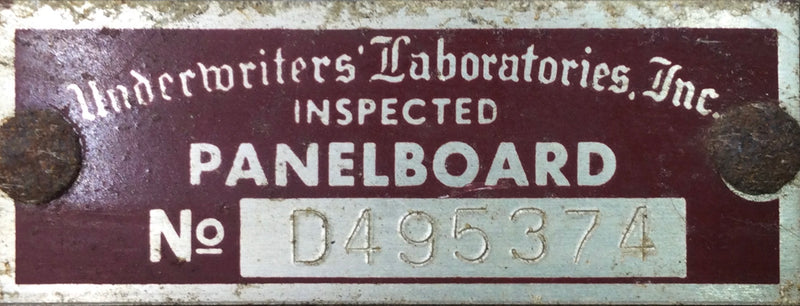 Underwriters' Laboratories, Inc.
INSPECTED
PANELBOARD
No D495374